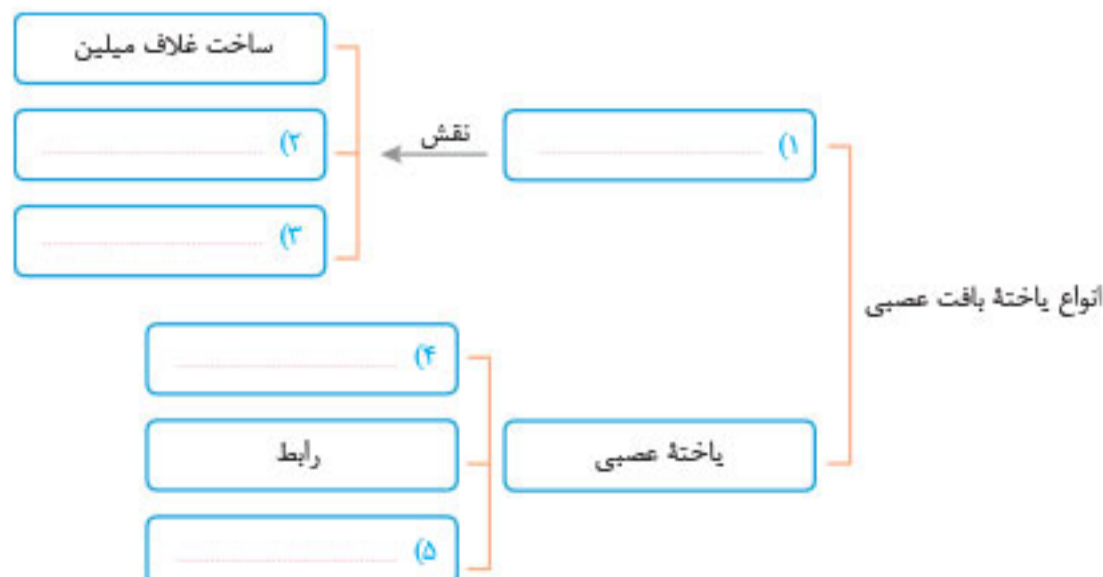 انواع یاختهٔ بافت عصبی
۱) ....................
نقش
ساخت غلاف میلین
۲) ....................
۳) ....................
یاختهٔ عصبی
۴) ....................
رابط
۵) ....................